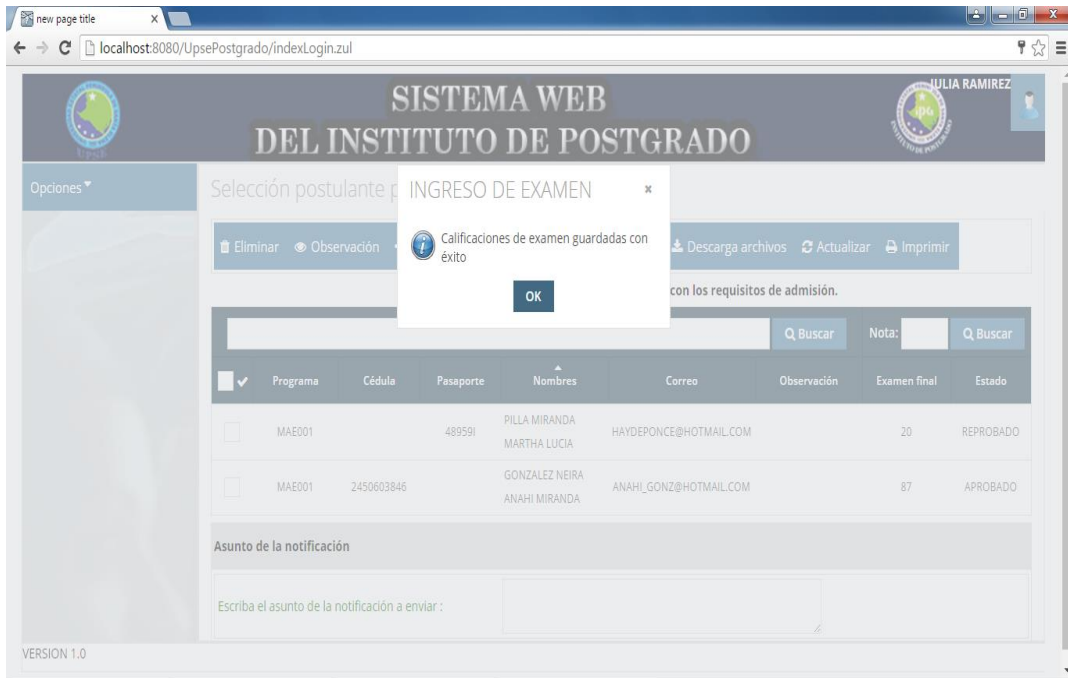 new page title
localhost:8080/UpsePostgrado/indexLogin.zul
SISTEMA WEB
DEL INSTITUTO DE POSTGRADO
UPSE
IPG
JULIA RAMIREZ
Opciones
Selección postulante p
INGRESO DE EXAMEN
Calificaciones de examen guardadas con
éxito
OK
Eliminar Observación Descarga archivos Actualizar Imprimir
con los requisitos de admisión.
Buscar Nota: Buscar
Programa Cédula Pasaporte Nombres Correo Observación Examen final Estado
MAE001 48959I PILLA MIRANDA
MARTHA LUCIA HAYDEPONCE@HOTMAIL.COM 20 REPROBADO
MAE001 2450603846 GONZALEZ NEIRA
ANAHI MIRANDA ANAHI_GONZ@HOTMAIL.COM 87 APROBADO
Asunto de la notificación
Escriba el asunto de la notificación a enviar :
VERSION 1.0